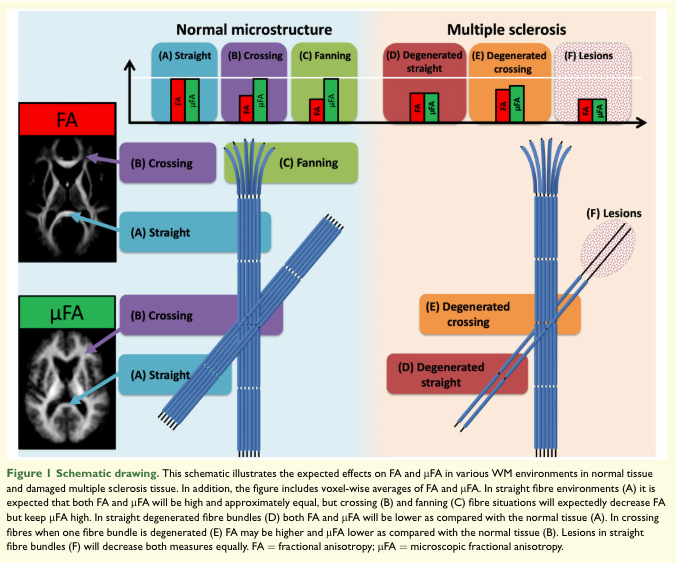 Normal microstructure
Multiple sclerosis
(A) Straight
(B) Crossing
(C) Fanning
(D) Degenerated
straight
(E) Degenerated
crossing
(F) Lesions
FA
μFA
FA
μFA
FA
μFA
FA
μFA
FA
μFA
FA
μFA
FA
(B) Crossing
(C) Fanning
(A) Straight
(F) Lesions
μFA
(B) Crossing
(A) Straight
(E) Degenerated
crossing
(D) Degenerated
straight
Figure 1 Schematic drawing. This schematic illustrates the expected effects on FA and μFA in various WM environments in normal tissue
and damaged multiple sclerosis tissue. In addition, the figure includes voxel-wise averages of FA and μFA. In straight fibre environments (A) it is
expected that both FA and μFA will be high and approximately equal, but crossing (B) and fanning (C) fibre situations will expectedly decrease FA
but keep μFA high. In straight degenerated fibre bundles (D) both FA and μFA will be lower as compared with the normal tissue (A). In crossing
fibres when one fibre bundle is degenerated (E) FA may be higher and μFA lower as compared with the normal tissue (B). Lesions in straight
fibre bundles (F) will decrease both measures equally. FA = fractional anisotropy; μFA = microscopic fractional anisotropy.